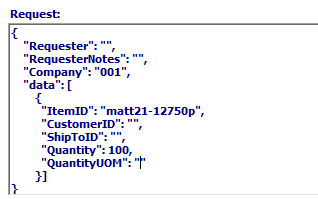 Request:
{
"Requester": "",
"RequesterNotes": "",
"Company": "001",
"data": [
{
"ItemID": "matt21-12750p",
"CustomerID": "",
"ShipToID": "",
"Quantity": 100,
"QuantityUOM": ""
}]
}